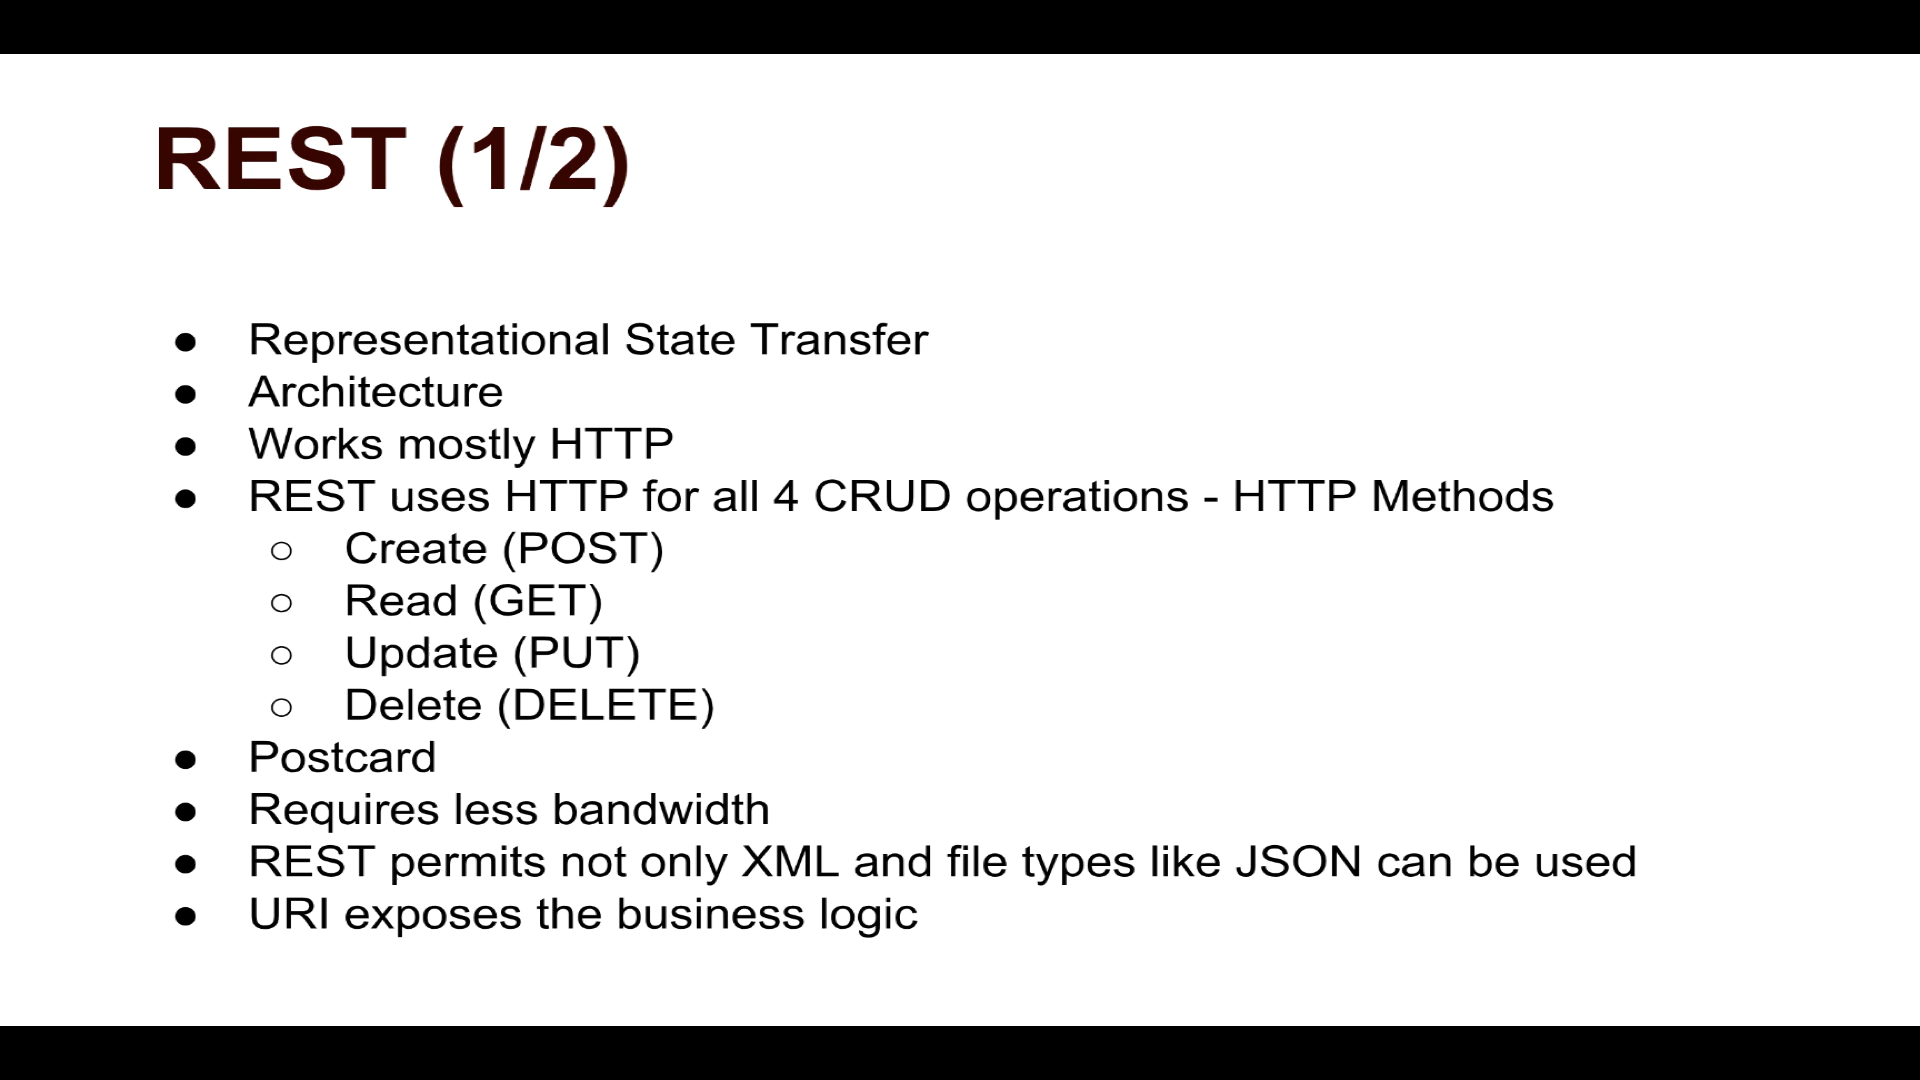 REST (1/2)
● Representational State Transfer
● Architecture
● Works mostly HTTP
● REST uses HTTP for all 4 CRUD operations - HTTP Methods
○ Create (POST)
○ Read (GET)
○ Update (PUT)
○ Delete (DELETE)
● Postcard
● Requires less bandwidth
● REST permits not only XML and file types like JSON can be used
● URI exposes the business logic